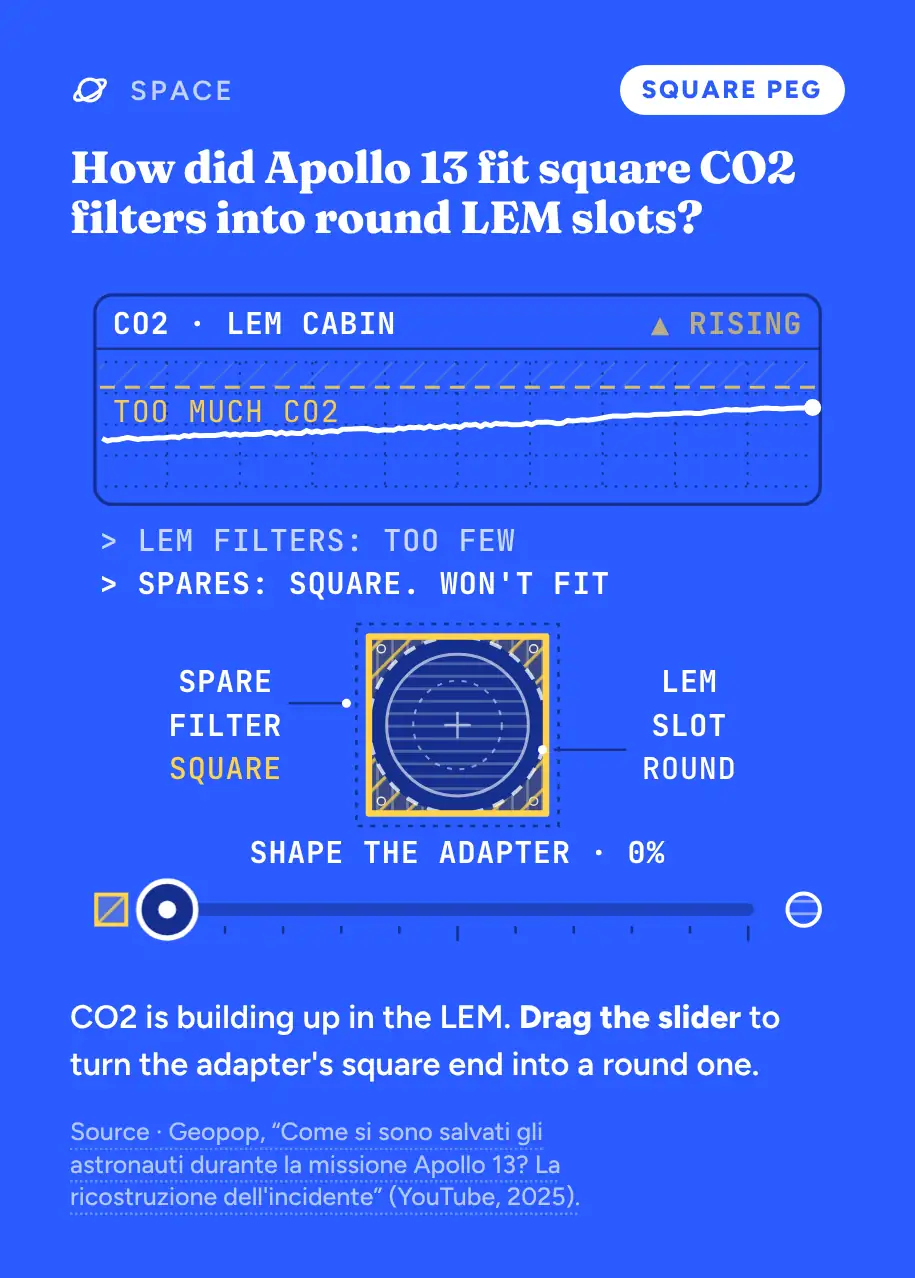 SPACE
SQUARE PEG
How did Apollo 13 fit square CO2
filters into round LEM slots?
CO2 · LEM CABIN
▲ RISING
TOO MUCH CO2
> LEM FILTERS: TOO FEW
> SPARES: SQUARE. WON'T FIT
SPARE
FILTER
SQUARE
LEM
SLOT
ROUND
SHAPE THE ADAPTER · 0%
CO2 is building up in the LEM. Drag the slider to
turn the adapter's square end into a round one.
Source · Geopop, “Come si sono salvati gli
astronauti durante la missione Apollo 13? La
ricostruzione dell'incidente” (YouTube, 2025).